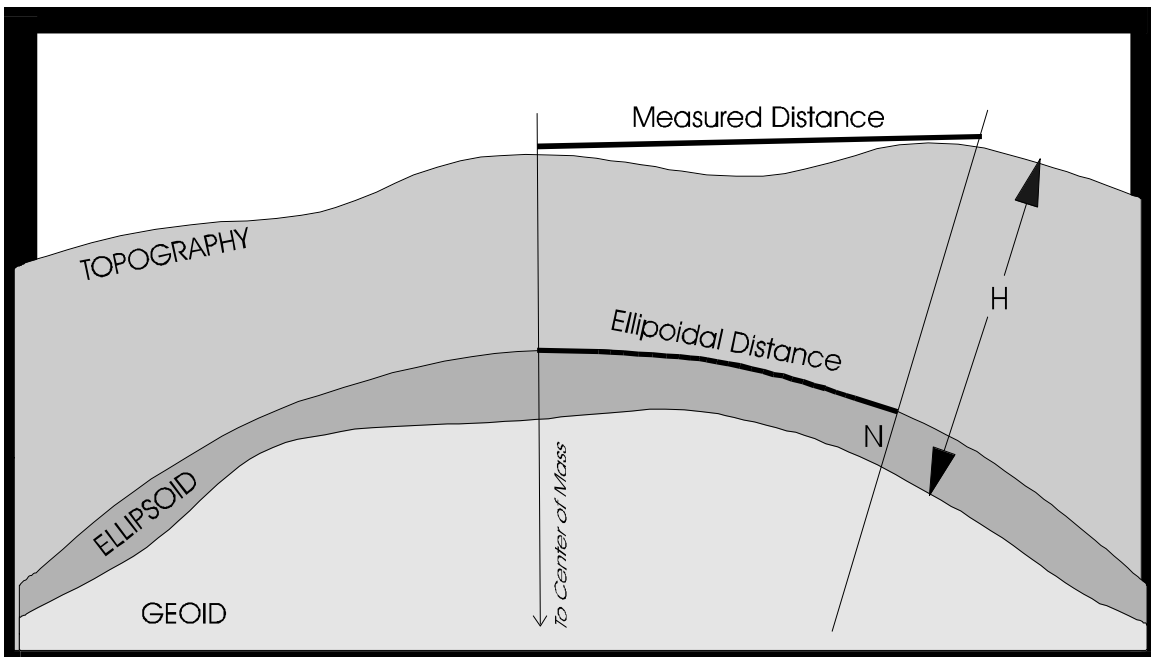 Measured Distance
TOPOGRAPHY
H
Ellipoidal Distance
N
ELLIPSOID
To Center of Mass
GEOID